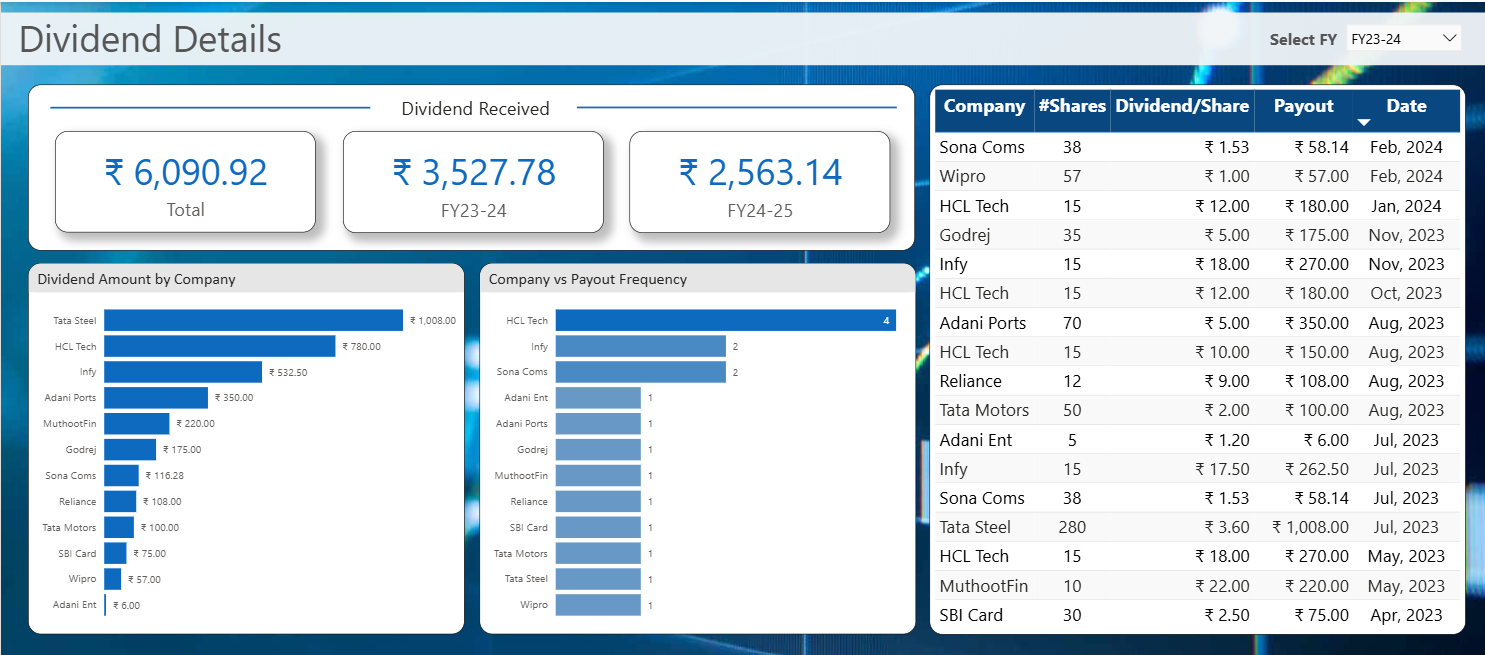 Dividend Details
Select FY FY23-24
Dividend Received
₹ 6,090.92
Total
₹ 3,527.78
FY23-24
₹ 2,563.14
FY24-25
Dividend Amount by Company
Tata Steel ₹ 1,008.00
HCL Tech ₹ 780.00
Infy ₹ 532.50
Adani Ports ₹ 350.00
MuthootFin ₹ 220.00
Godrej ₹ 175.00
Sona Coms ₹ 116.28
Reliance ₹ 108.00
Tata Motors ₹ 100.00
SBI Card ₹ 75.00
Wipro ₹ 57.00
Adani Ent ₹ 6.00
Company vs Payout Frequency
HCL Tech 4
Infy 2
Sona Coms 2
Adani Ent 1
Adani Ports 1
Godrej 1
MuthootFin 1
Reliance 1
SBI Card 1
Tata Motors 1
Tata Steel 1
Wipro 1
Company #Shares Dividend/Share Payout Date
Sona Coms 38 ₹ 1.53 ₹ 58.14 Feb, 2024
Wipro 57 ₹ 1.00 ₹ 57.00 Feb, 2024
HCL Tech 15 ₹ 12.00 ₹ 180.00 Jan, 2024
Godrej 35 ₹ 5.00 ₹ 175.00 Nov, 2023
Infy 15 ₹ 18.00 ₹ 270.00 Nov, 2023
HCL Tech 15 ₹ 12.00 ₹ 180.00 Oct, 2023
Adani Ports 70 ₹ 5.00 ₹ 350.00 Aug, 2023
HCL Tech 15 ₹ 10.00 ₹ 150.00 Aug, 2023
Reliance 12 ₹ 9.00 ₹ 108.00 Aug, 2023
Tata Motors 50 ₹ 2.00 ₹ 100.00 Aug, 2023
Adani Ent 5 ₹ 1.20 ₹ 6.00 Jul, 2023
Infy 15 ₹ 17.50 ₹ 262.50 Jul, 2023
Sona Coms 38 ₹ 1.53 ₹ 58.14 Jul, 2023
Tata Steel 280 ₹ 3.60 ₹ 1,008.00 Jul, 2023
HCL Tech 15 ₹ 18.00 ₹ 270.00 May, 2023
MuthootFin 10 ₹ 22.00 ₹ 220.00 May, 2023
SBI Card 30 ₹ 2.50 ₹ 75.00 Apr, 2023